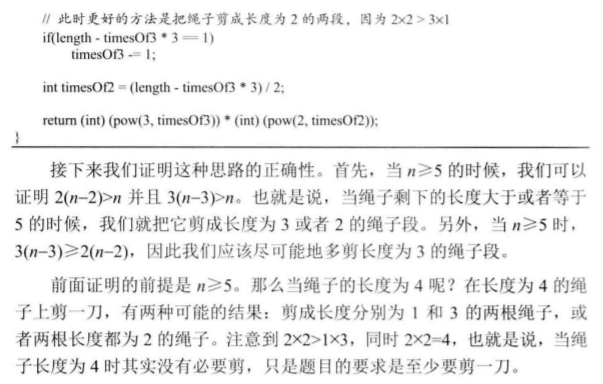 // 此时更好的方法是把绳子剪成长度为 2 的两段，因为 2×2 > 3×1
if(length - timesOf3 * 3 == 1)
timesOf3 -= 1;
int timesOf2 = (length - timesOf3 * 3) / 2;
return (int) (pow(3, timesOf3)) * (int) (pow(2, timesOf2));
}
接下来我们证明这种思路的正确性。首先，当 n≥5 的时候，我们可以
证明 2(n−2)>n 并且 3(n−3)>n。也就是说，当绳子剩下的长度大于或者等于
5 的时候，我们就把它剪成长度为 3 或者 2 的绳子段。另外，当 n≥5 时，
3(n−3)≥2(n−2)，因此我们应该尽可能地多剪长度为 3 的绳子段。
前面证明的前提是 n≥5。那么当绳子的长度为 4 呢？在长度为 4 的绳
子上剪一刀，有两种可能的结果：剪成长度分别为 1 和 3 的两根绳子，或
者两根长度都为 2 的绳子。注意到 2×2>1×3，同时 2×2=4，也就是说，当绳
子长度为 4 时其实没有必要剪，只是题目的要求是至少要剪一刀。